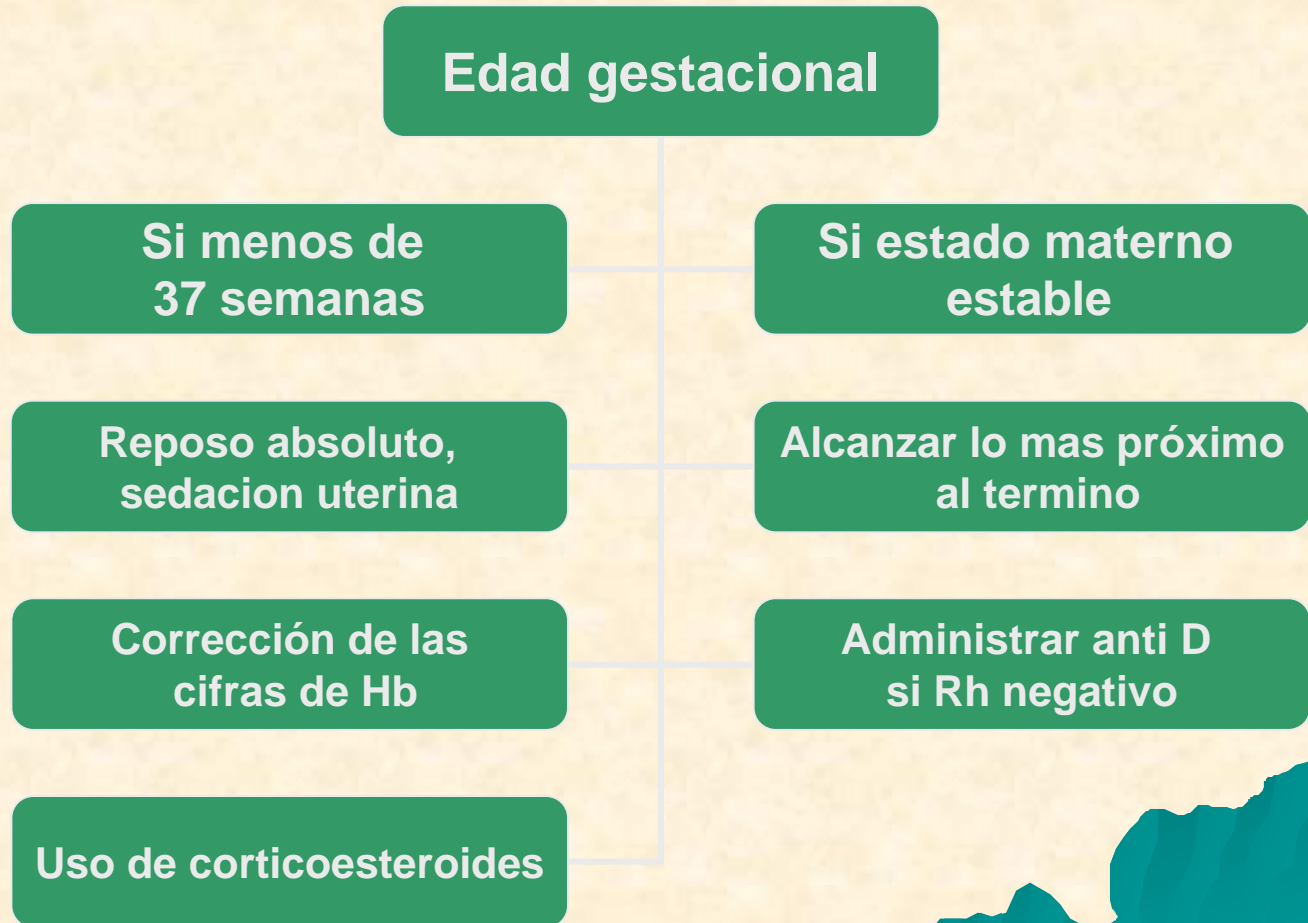 Edad gestacional
Si menos de
37 semanas
Si estado materno
estable
Reposo absoluto,
sedacion uterina
Alcanzar lo mas próximo
al termino
Corrección de las
cifras de Hb
Administrar anti D
si Rh negativo
Uso de corticoesteroides